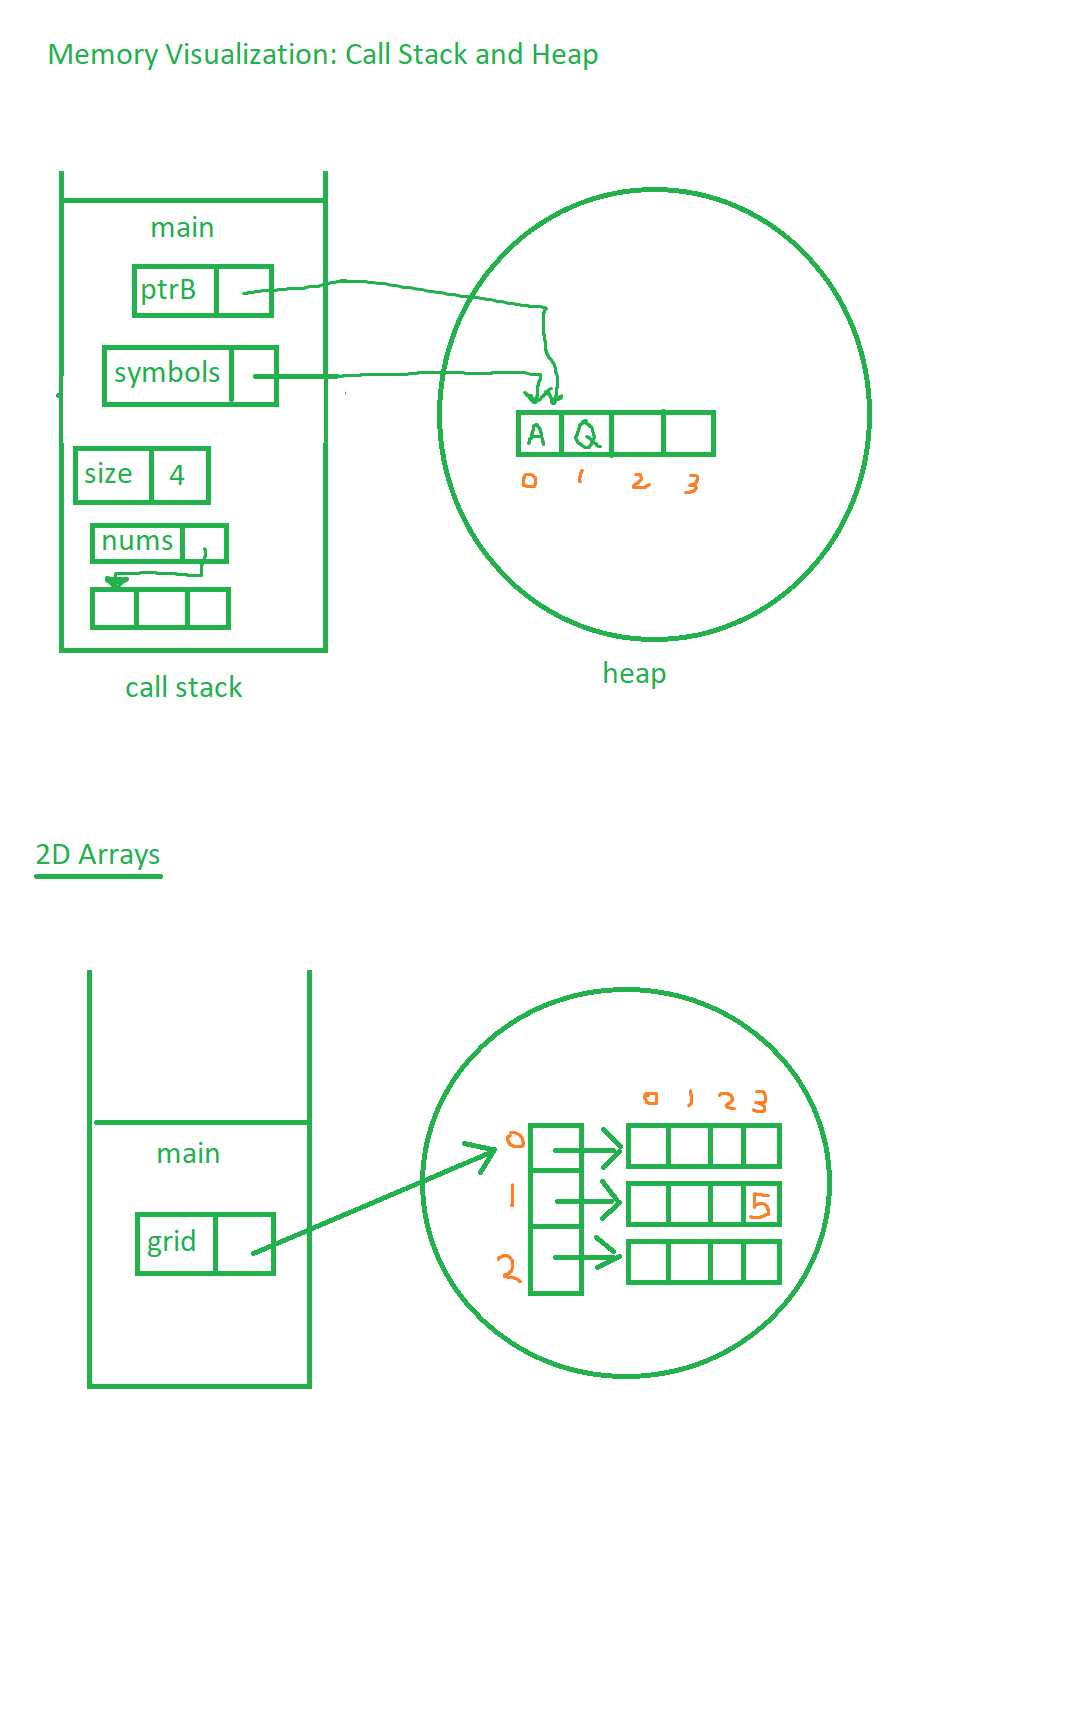 Memory Visualization: Call Stack and Heap
main
ptrB
symbols
A Q
0 1 2 3
size 4
nums
call stack
heap
2D Arrays
0 1 2 3
0
main
1
5
grid
2